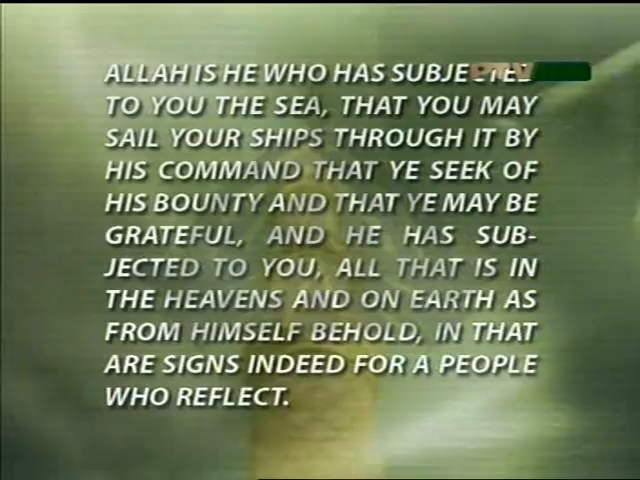 ALLAH IS HE WHO HAS SUBJECTED
TO YOU THE SEA, THAT YOU MAY
SAIL YOUR SHIPS THROUGH IT BY
HIS COMMAND THAT YE SEEK OF
HIS BOUNTY AND THAT YE MAY BE
GRATEFUL, AND HE HAS SUB-
JECTED TO YOU, ALL THAT IS IN
THE HEAVENS AND ON EARTH AS
FROM HIMSELF BEHOLD, IN THAT
ARE SIGNS INDEED FOR A PEOPLE
WHO REFLECT.
PTV